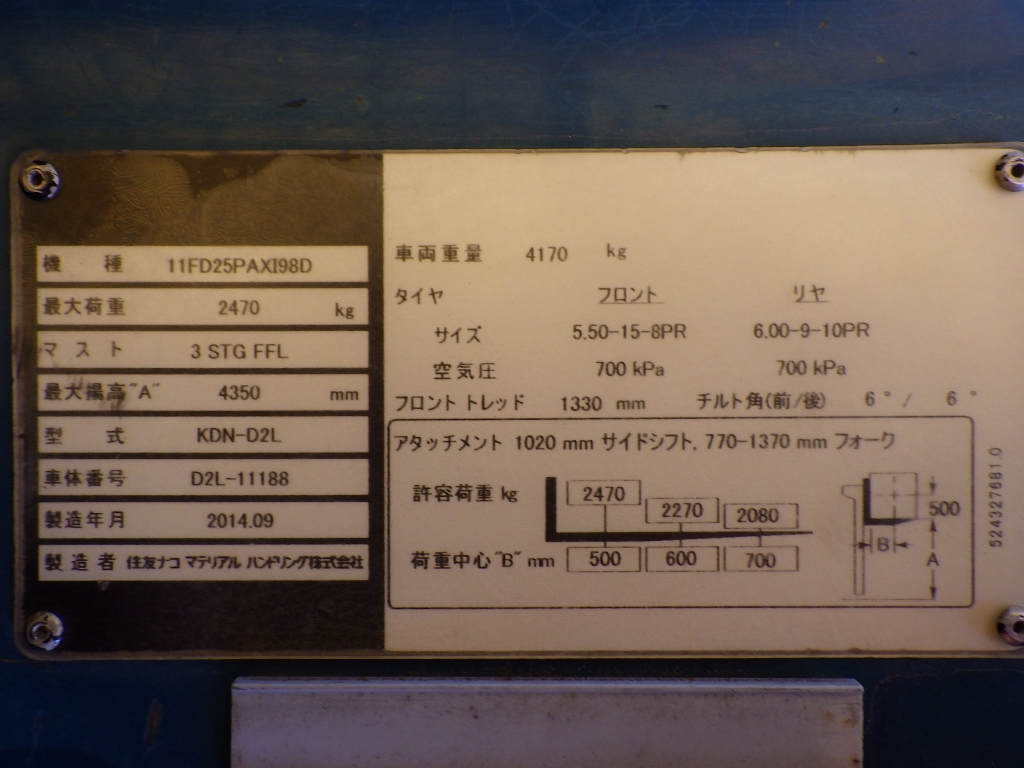 機種 11FD25PAXI98D
最大荷重 2470 kg
マスト 3 STG FFL
最大揚高"A" 4350 mm
型式 KDN-D2L
車体番号 D2L-11188
製造年月 2014.09
製造者 住友ナコ マテリアル ハンドリング株式会社
車両重量 4170 kg
タイヤ フロント リヤ
サイズ 5.50-15-8PR 6.00-9-10PR
空気圧 700 kPa 700 kPa
フロント トレッド 1330 mm チルト角(前/後) 6° / 6°
アタッチメント 1020 mm サイドシフト, 770-1370 mm フォーク
許容荷重 kg 2470 2270 2080
荷重中心"B" mm 500 600 700
500
B
A
524327681.0